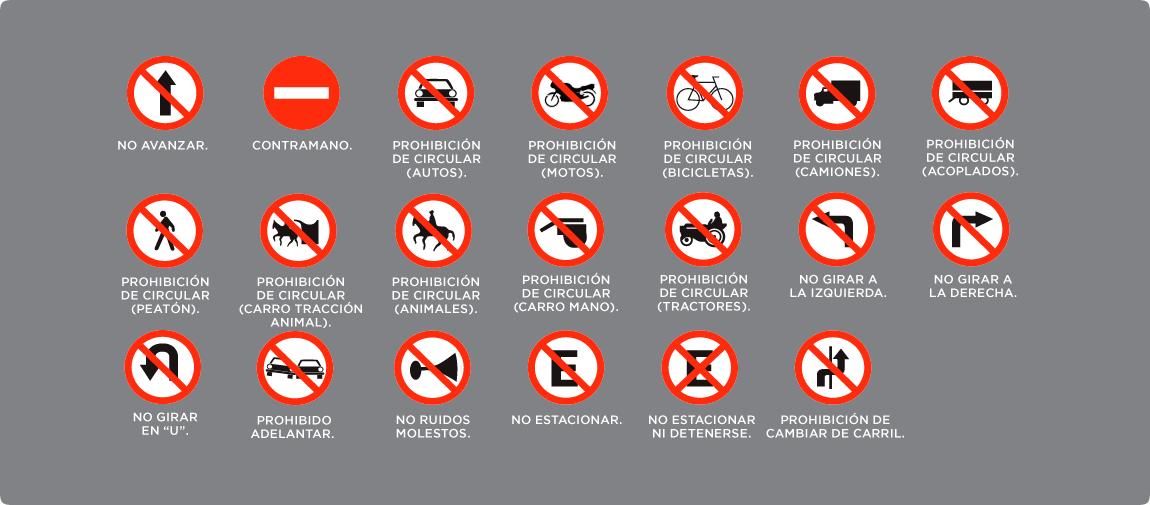 NO AVANZAR.
CONTRAMANO.
PROHIBICIÓN
DE CIRCULAR
(AUTOS).
PROHIBICIÓN
DE CIRCULAR
(MOTOS).
PROHIBICIÓN
DE CIRCULAR
(BICICLETAS).
PROHIBICIÓN
DE CIRCULAR
(CAMIONES).
PROHIBICIÓN
DE CIRCULAR
(ACOPLADOS).
PROHIBICIÓN
DE CIRCULAR
(PEATÓN).
PROHIBICIÓN
DE CIRCULAR
(CARRO TRACCIÓN
ANIMAL).
PROHIBICIÓN
DE CIRCULAR
(ANIMALES).
PROHIBICIÓN
DE CIRCULAR
(CARRO MANO).
PROHIBICIÓN
DE CIRCULAR
(TRACTORES).
NO GIRAR A
LA IZQUIERDA.
NO GIRAR A
LA DERECHA.
NO GIRAR
EN “U”.
PROHIBIDO
ADELANTAR.
NO RUIDOS
MOLESTOS.
E
NO ESTACIONAR.
E
NO ESTACIONAR
NI DETENERSE.
PROHIBICIÓN DE
CAMBIAR DE CARRIL.